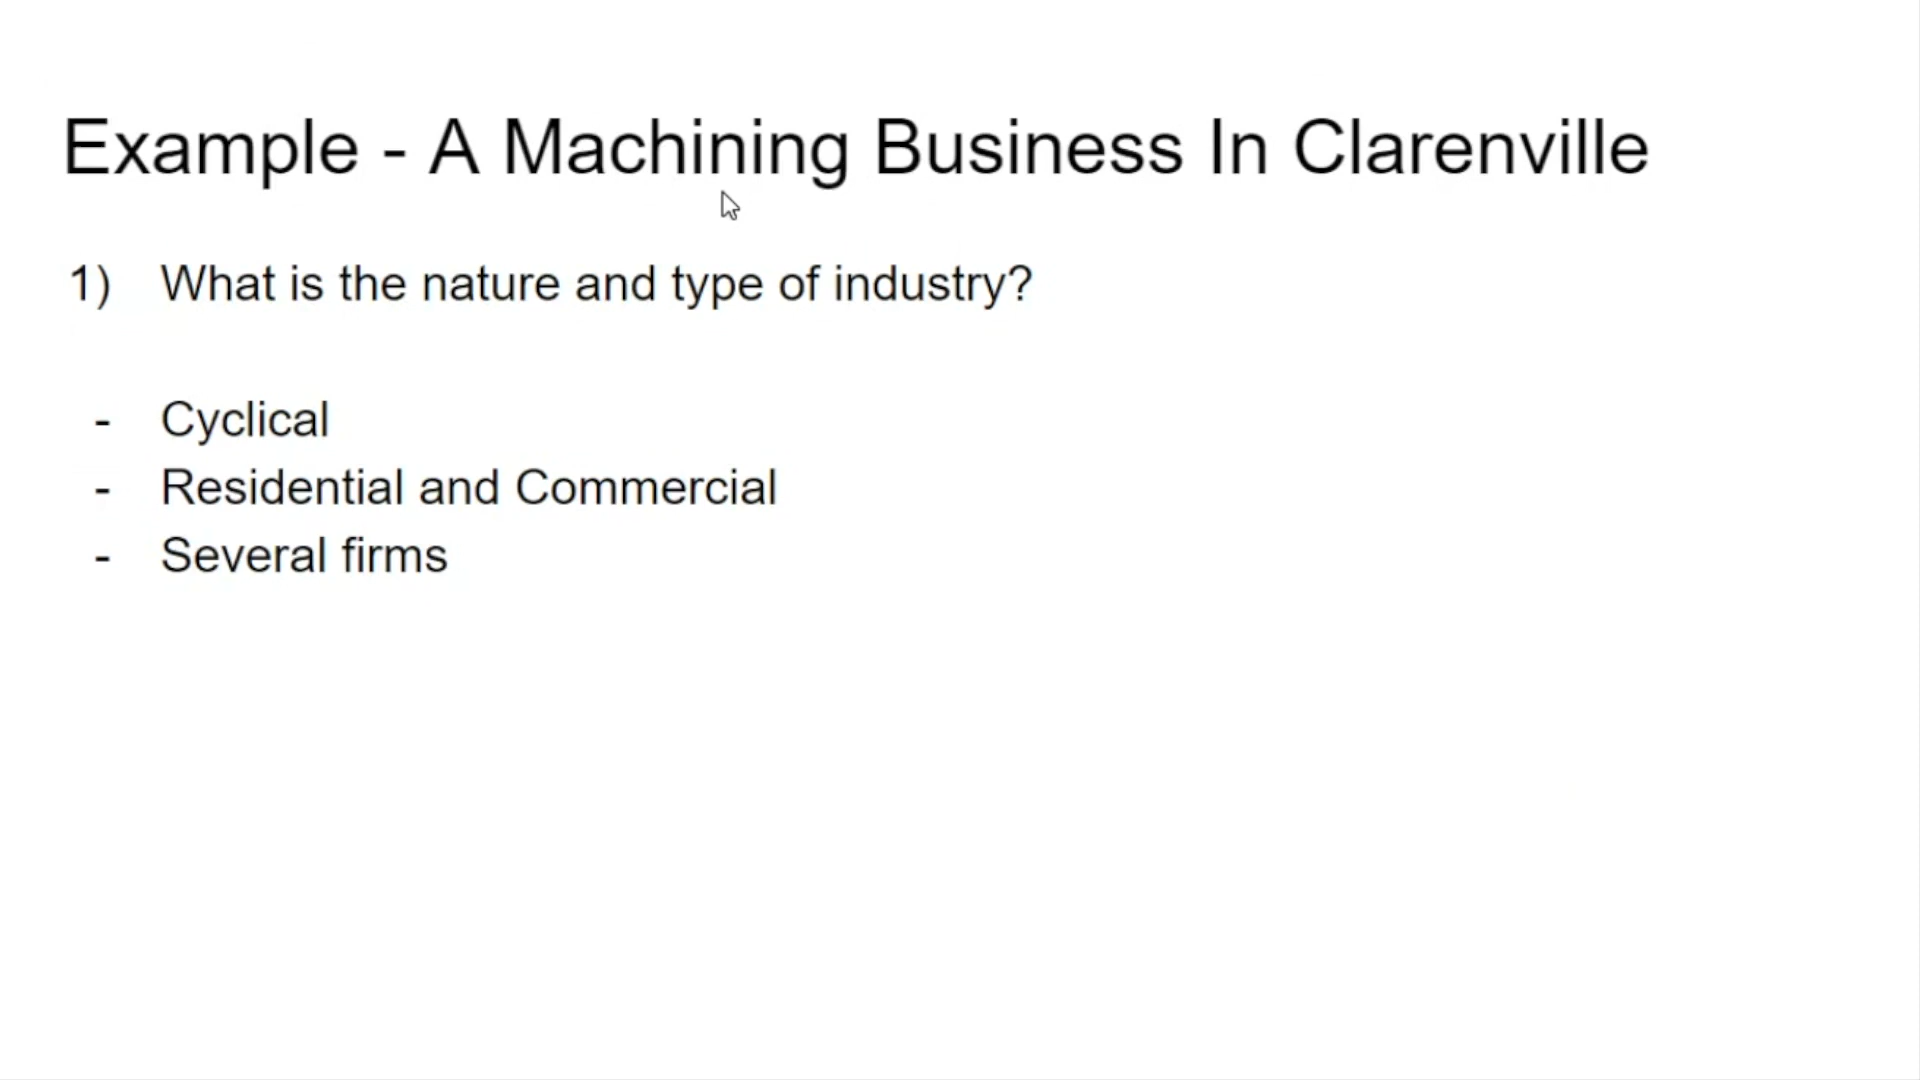 Example - A Machining Business In Clarenville
1) What is the nature and type of industry?
- Cyclical
- Residential and Commercial
- Several firms